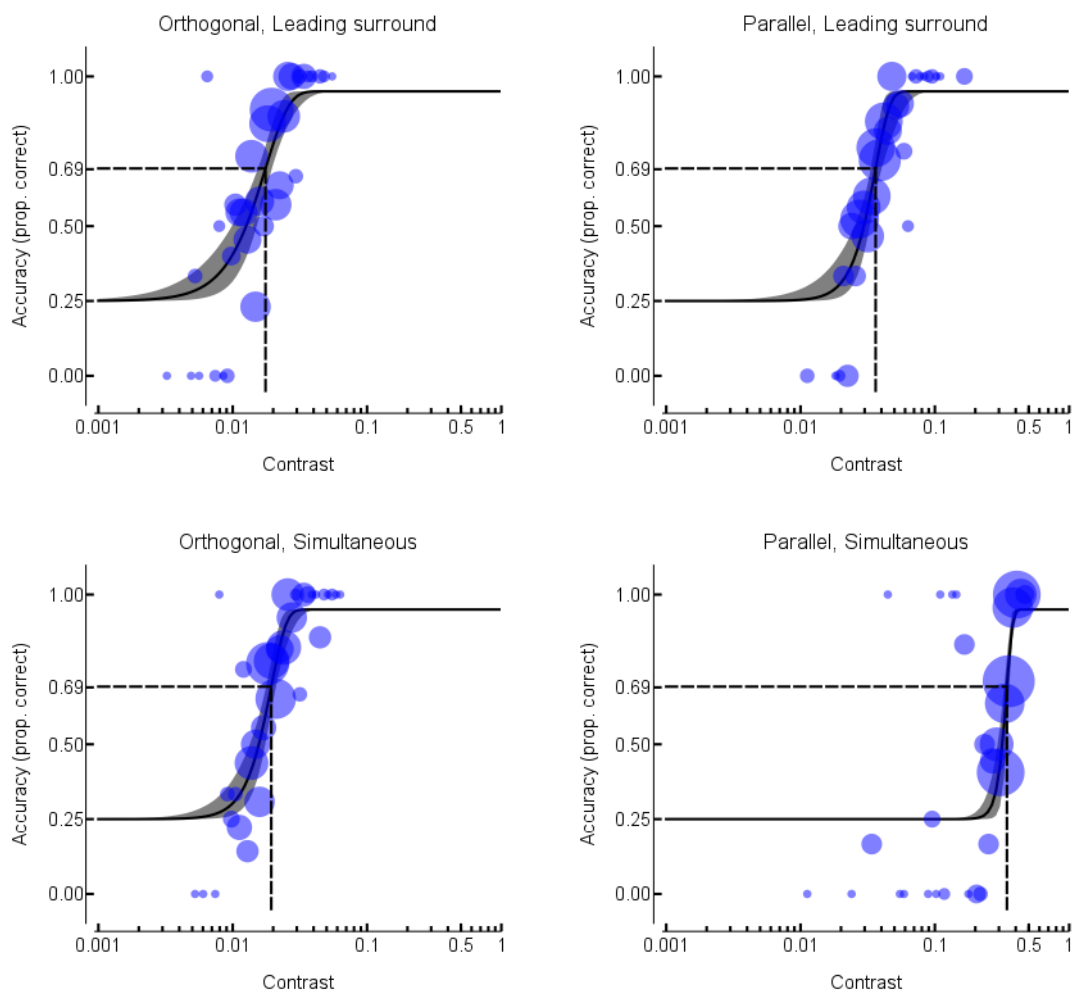 Orthogonal, Leading surround
Accuracy (prop. correct)
1.00
0.69
0.50
0.25
0.00
0.001 0.01 0.1 0.5 1
Contrast
Parallel, Leading surround
Accuracy (prop. correct)
1.00
0.69
0.50
0.25
0.00
0.001 0.01 0.1 0.5 1
Contrast
Orthogonal, Simultaneous
Accuracy (prop. correct)
1.00
0.69
0.50
0.25
0.00
0.001 0.01 0.1 0.5 1
Contrast
Parallel, Simultaneous
Accuracy (prop. correct)
1.00
0.69
0.50
0.25
0.00
0.001 0.01 0.1 0.5 1
Contrast